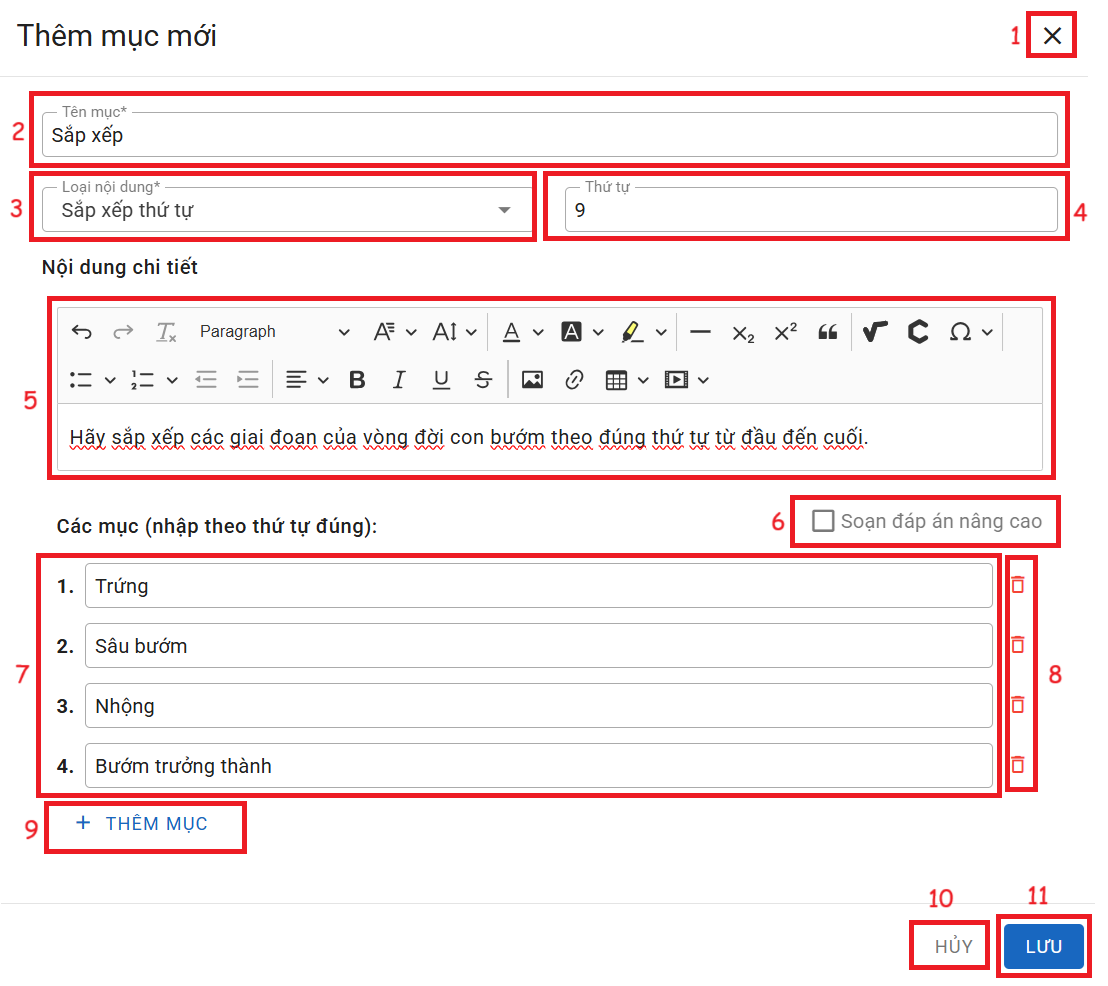 Thêm mục mới
1
Tên mục*
2
Sắp xếp
Loại nội dung*
Thứ tự
3
Sắp xếp thứ tự
9
4
Nội dung chi tiết
Paragraph
5
Hãy sắp xếp các giai đoan của vòng đời con bướm theo đúng thứ tự từ đầu đến cuối.
6
Soạn đáp án nâng cao
Các mục (nhập theo thứ tự đúng):
1. Trứng
2. Sâu bướm
7
8
3. Nhộng
4. Bướm trưởng thành
9
+ THÊM MỤC
10
11
HỦY
LƯU